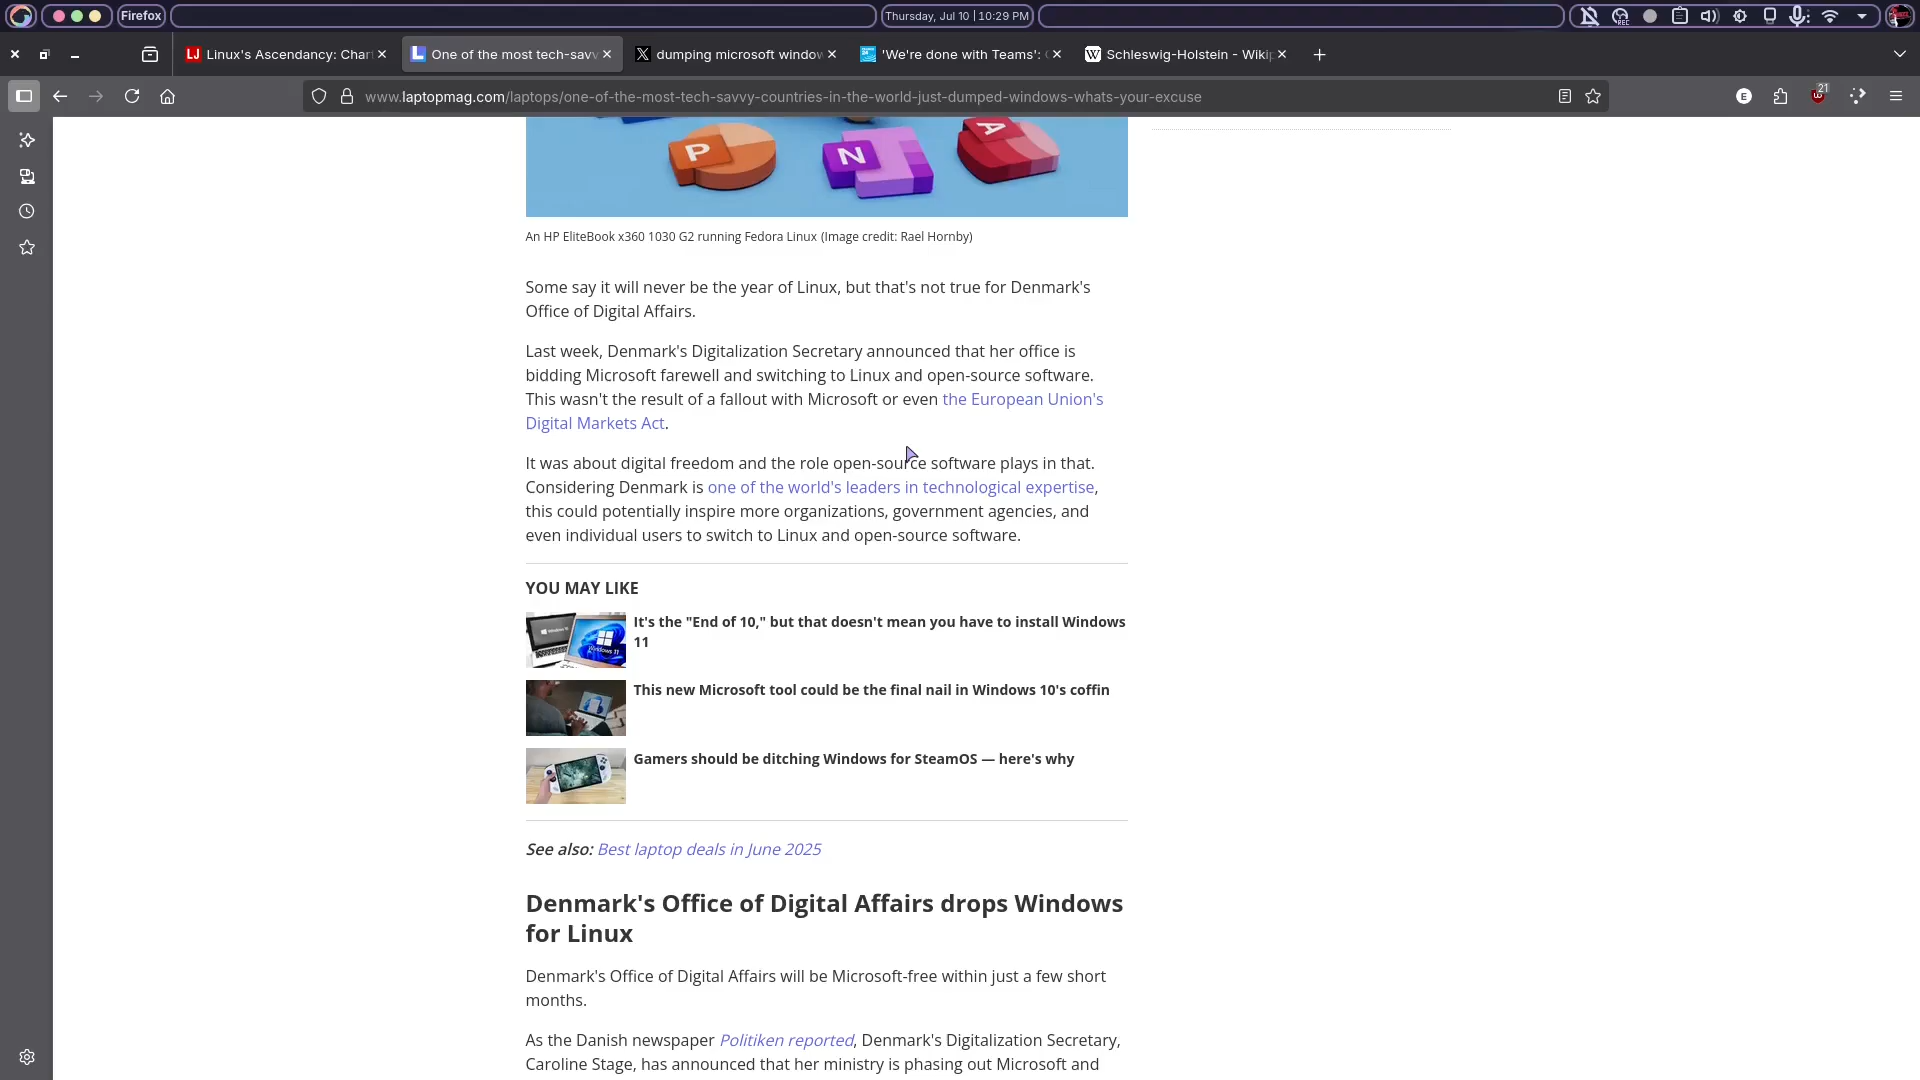 Firefox
Thursday, Jul 10 | 10:29 PM
REC
LJ Linux's Ascendancy: Char
One of the most tech-savv
dumping microsoft window
'We're done with Teams':
W Schleswig-Holstein - Wikip
www.laptopmag.com/laptops/one-of-the-most-tech-savvy-countries-in-the-world-just-dumped-windows-whats-your-excuse
E
21
P
N
A
An HP EliteBook x360 1030 G2 running Fedora Linux (Image credit: Rael Hornby)
Some say it will never be the year of Linux, but that's not true for Denmark's
Office of Digital Affairs.
Last week, Denmark's Digitalization Secretary announced that her office is
bidding Microsoft farewell and switching to Linux and open-source software.
This wasn't the result of a fallout with Microsoft or even the European Union's
Digital Markets Act.
It was about digital freedom and the role open-source software plays in that.
Considering Denmark is one of the world's leaders in technological expertise,
this could potentially inspire more organizations, government agencies, and
even individual users to switch to Linux and open-source software.
YOU MAY LIKE
It's the "End of 10," but that doesn't mean you have to install Windows
11
This new Microsoft tool could be the final nail in Windows 10's coffin
Gamers should be ditching Windows for SteamOS — here's why
See also: Best laptop deals in June 2025
Denmark's Office of Digital Affairs drops Windows
for Linux
Denmark's Office of Digital Affairs will be Microsoft-free within just a few short
months.
As the Danish newspaper Politiken reported, Denmark's Digitalization Secretary,
Caroline Stage, has announced that her ministry is phasing out Microsoft and